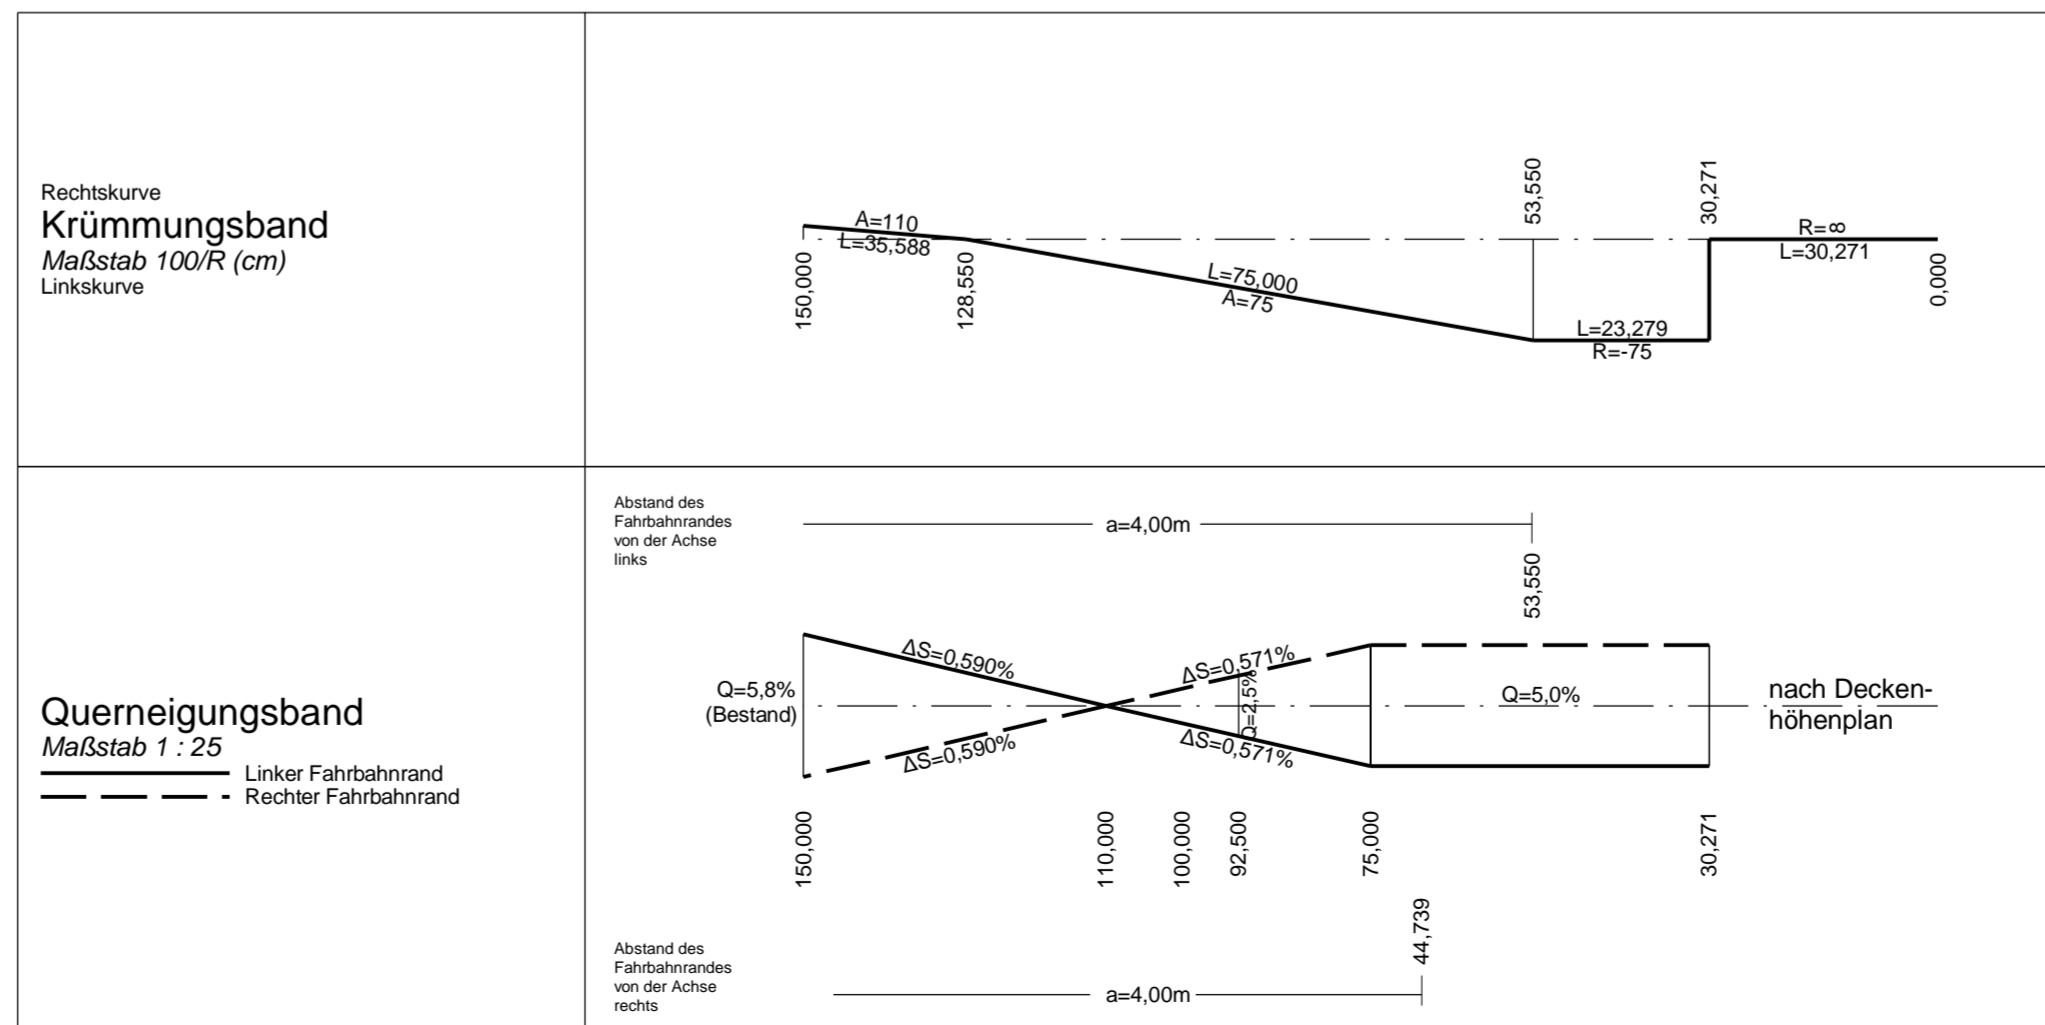 Rechtskurve
Krümmungsband
Maßstab 100/R (cm)
Linkskurve
A=110
L=35,588
150,000
128,550
L=75,000
A=75
53,550
L=23,279
R=-75
30,271
R=∞
L=30,271
0,000
Querneigungsband
Maßstab 1 : 25
Linker Fahrbahnrand
Rechter Fahrbahnrand
Abstand des
Fahrbahnrandes
von der Achse
links
a=4,00m
53,550
Q=5,8%
(Bestand)
ΔS=0,590%
ΔS=0,590%
ΔS=0,571%
Q=2,5%
ΔS=0,571%
Q=5,0%
nach Decken-
höhenplan
150,000
110,000
100,000
92,500
75,000
30,271
44,739
Abstand des
Fahrbahnrandes
von der Achse
rechts
a=4,00m